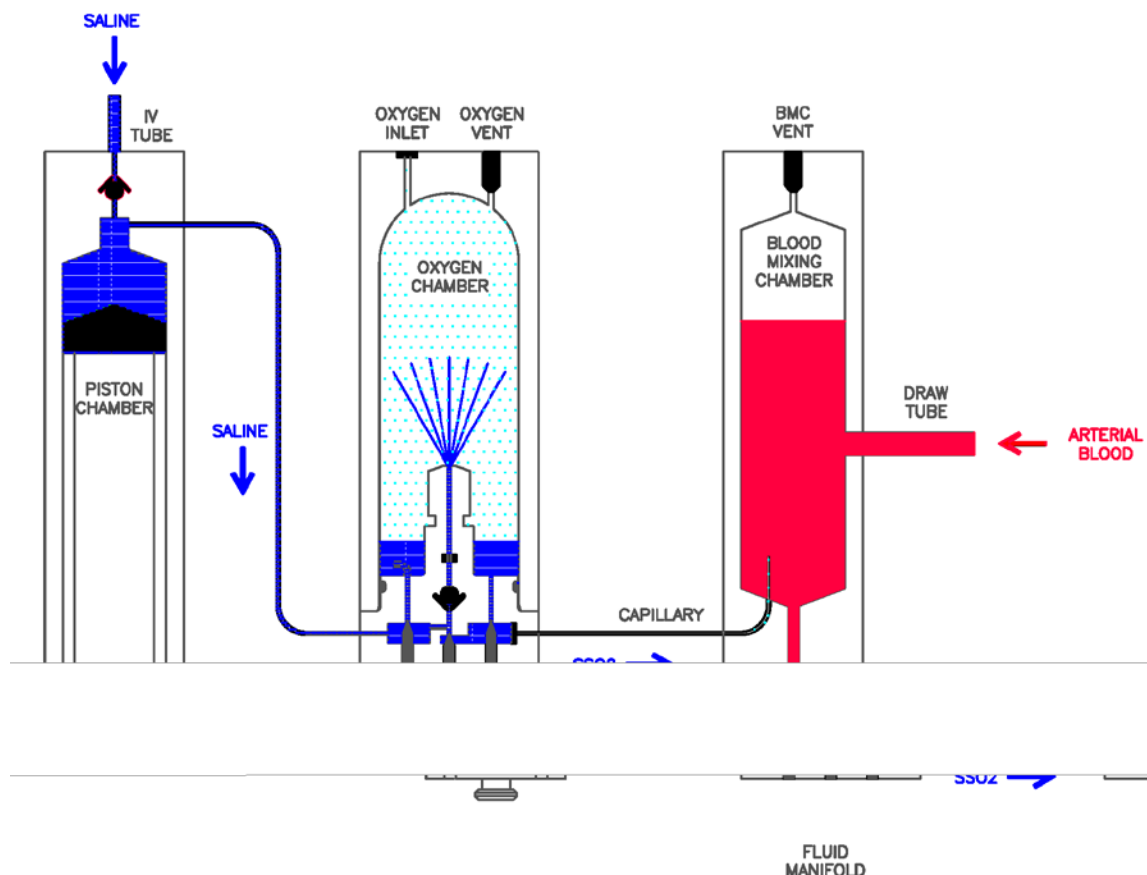 SALINE
IV
TUBE
OXYGEN
INLET
OXYGEN
VENT
BMC
VENT
BLOOD
MIXING
CHAMBER
OXYGEN
CHAMBER
PISTON
CHAMBER
DRAW
TUBE
SALINE
ARTERIAL
BLOOD
CAPILLARY
SSO2
SSO2
FLUID
MANIFOLD